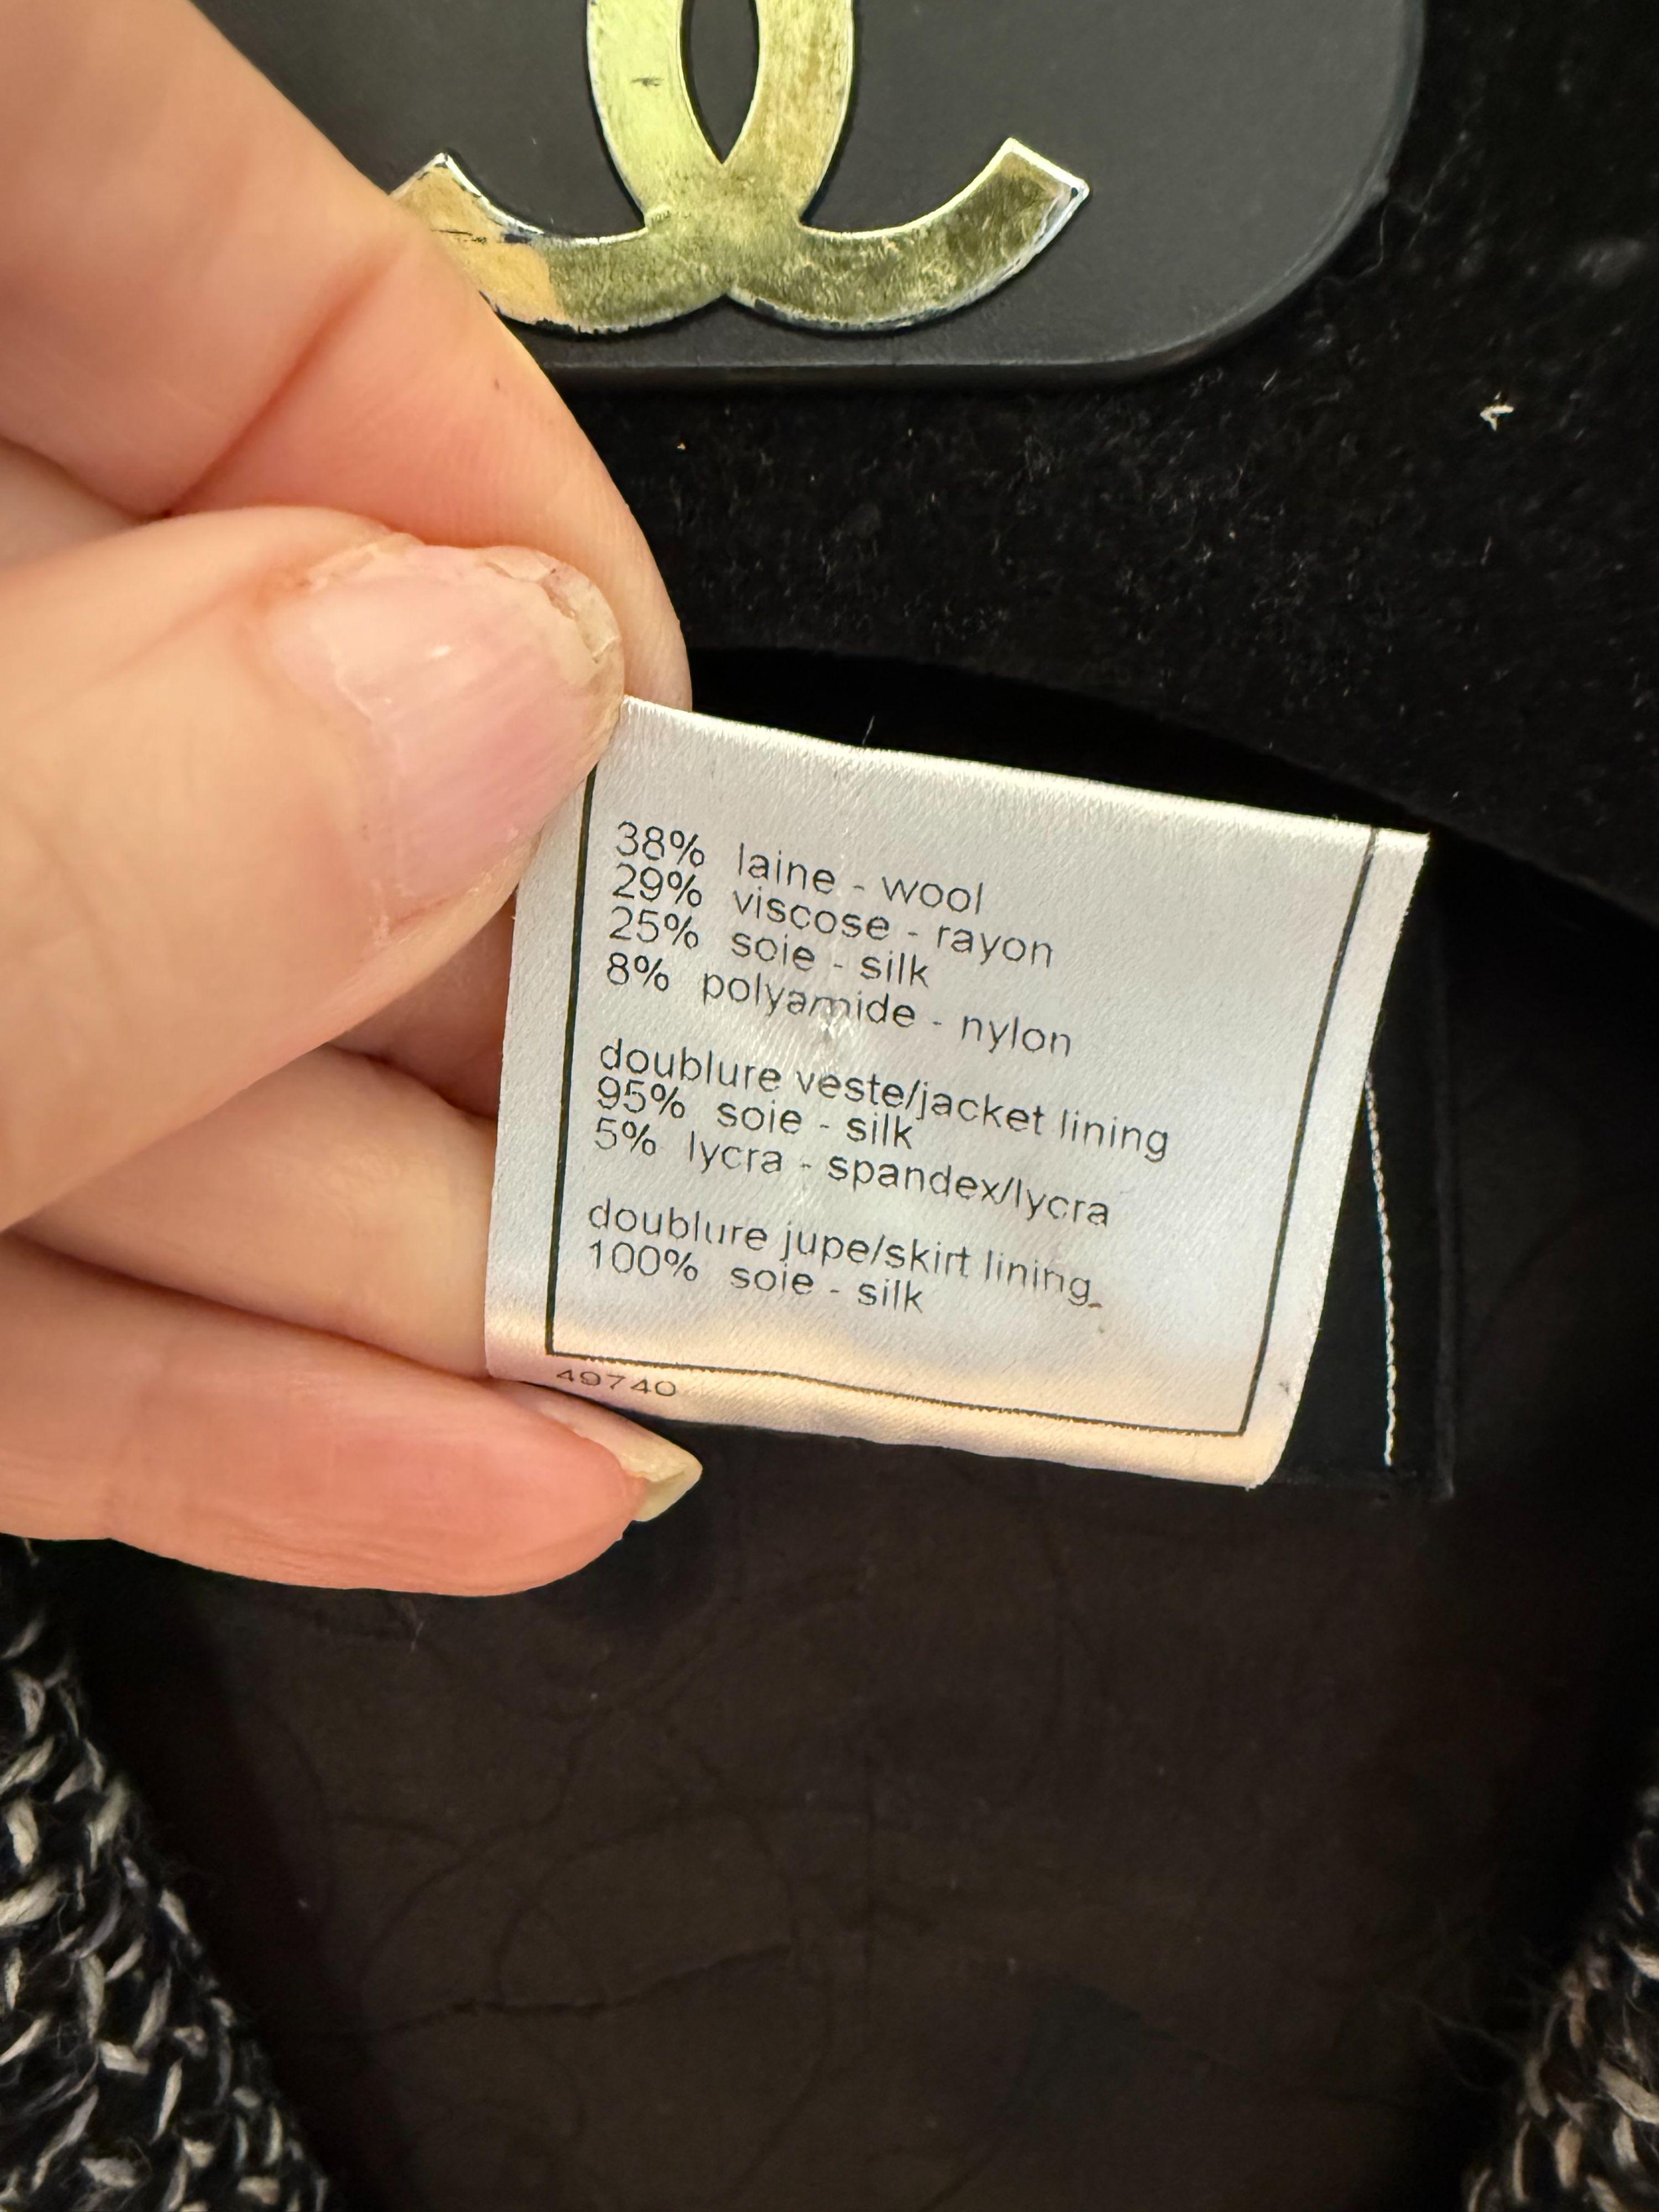 38% laine - wool
29% viscose - rayon
25% soie - silk
8% polyamide - nylon
doublure veste/jacket lining
95% soie - silk
5% lycra - spandex/lycra
doublure jupe/skirt lining
100% soie - silk
49740